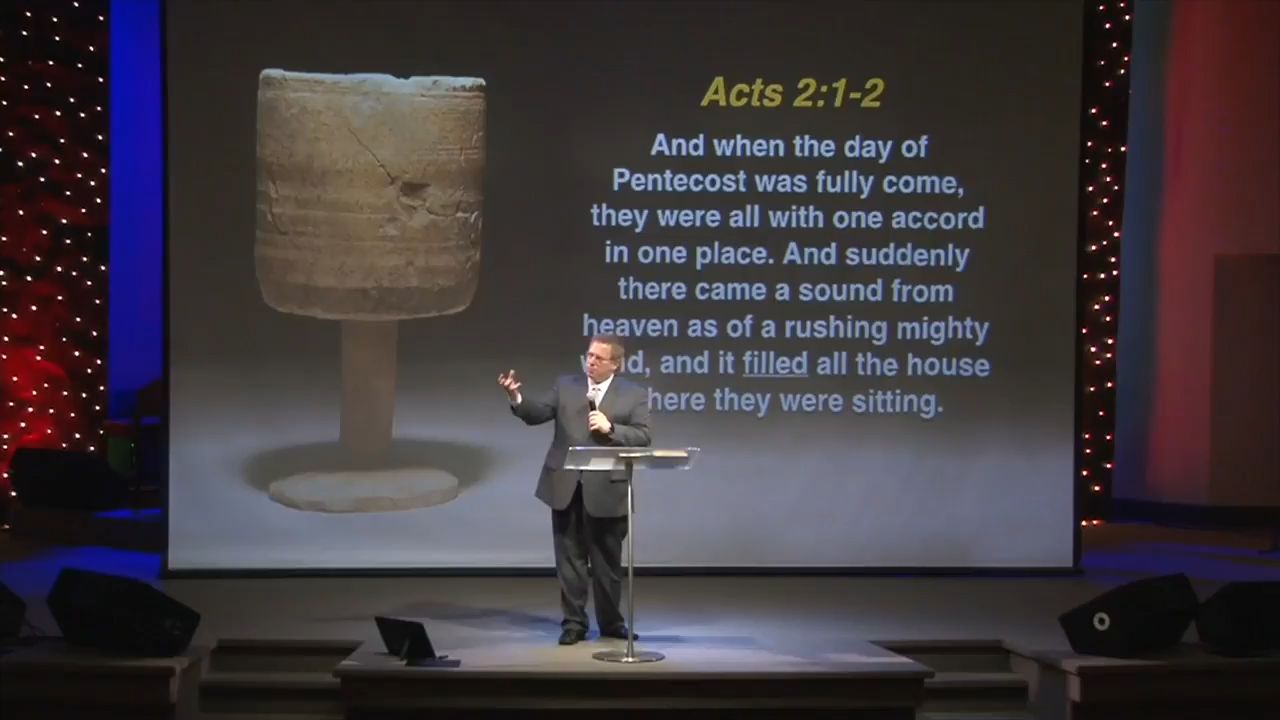 Acts 2:1-2
And when the day of
Pentecost was fully come,
they were all with one accord
in one place. And suddenly
there came a sound from
heaven as of a rushing mighty
and it filled all the house
they were sitting.